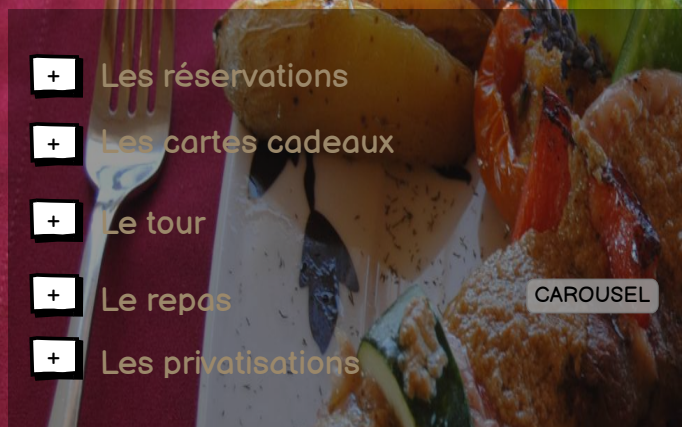 + Les réservations
+ Les cartes cadeaux
+ Le tour
+ Le repas
CAROUSEL
+ Les privatisations